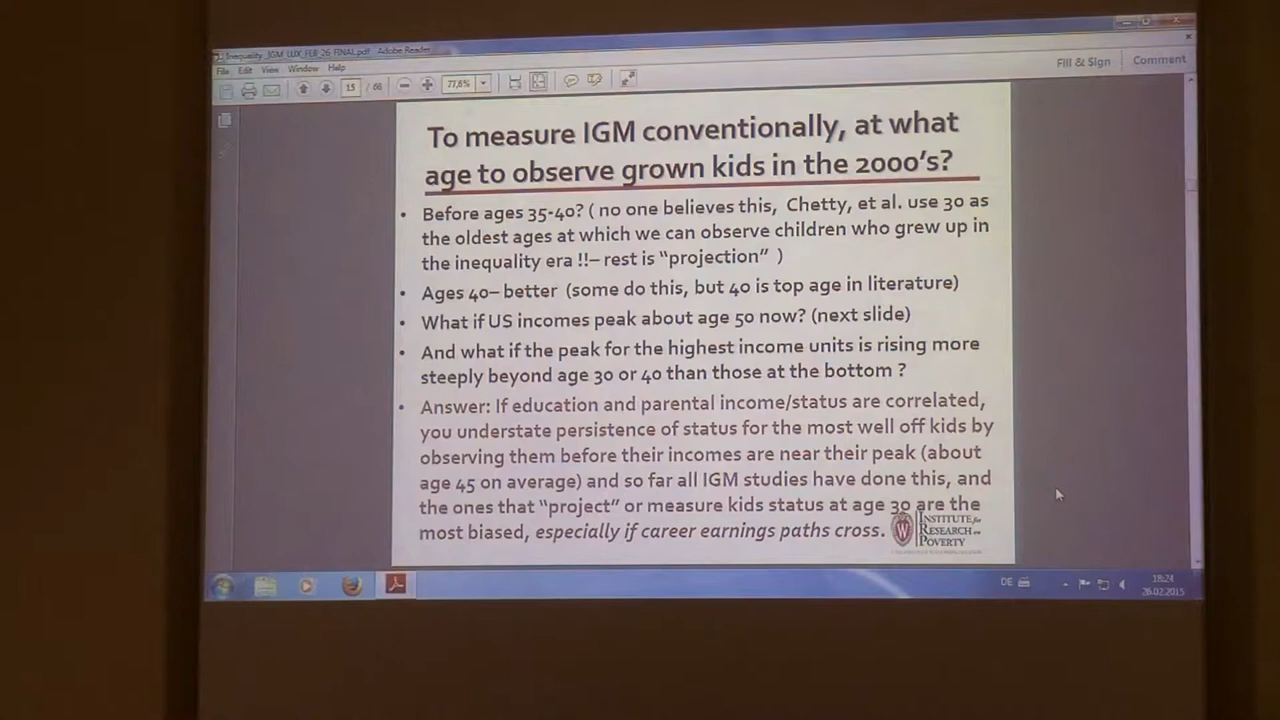 Inequality_IGM_LUX_FEB_26_FINAL.pdf - Adobe Reader
File Edit View Window Help
15 / 66 77,6% Fill & Sign Comment
To measure IGM conventionally, at what
age to observe grown kids in the 2000's?
• Before ages 35-40? ( no one believes this, Chetty, et al. use 30 as
the oldest ages at which we can observe children who grew up in
the inequality era !!– rest is "projection" )
• Ages 40– better (some do this, but 40 is top age in literature)
• What if US incomes peak about age 50 now? (next slide)
• And what if the peak for the highest income units is rising more
steeply beyond age 30 or 40 than those at the bottom ?
• Answer: If education and parental income/status are correlated,
you understate persistence of status for the most well off kids by
observing them before their incomes are near their peak (about
age 45 on average) and so far all IGM studies have done this, and
the ones that "project" or measure kids status at age 30 are the
most biased, especially if career earnings paths cross.
W
INSTITUTE for
RESEARCH on
POVERTY
DE
18:24
26.02.2015